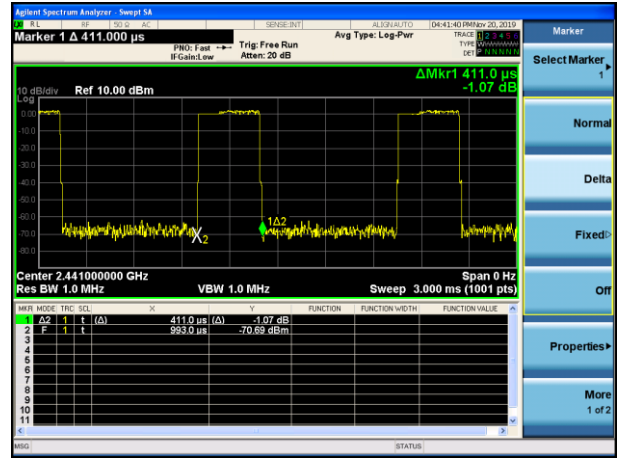 Agilent Spectrum Analyzer - Swept SA
RL RF 50 Ω AC SENSE:INT ALIGNAUTO 04:41:40 PMNov 20, 2019
Marker 1 Δ 411.000 µs
PNO: Fast Trig: Free Run
IFGain:Low Atten: 20 dB
Avg Type: Log-Pwr
TRACE 1 2 3 4 5 6
TYPE WWWWWW
DET P NNNNN
ΔMkr1 411.0 µs
-1.07 dB
10 dB/div Ref 10.00 dBm
Log
0.00
-10.0
-20.0
-30.0
-40.0
-50.0
-60.0
-70.0
-80.0
X2
1Δ2
Center 2.441000000 GHz Span 0 Hz
Res BW 1.0 MHz VBW 1.0 MHz Sweep 3.000 ms (1001 pts)
MKR MODE TRC SCL X Y FUNCTION FUNCTION WIDTH FUNCTION VALUE
1 Δ2 1 t (Δ) 411.0 µs (Δ) -1.07 dB
2 F 1 t 993.0 µs -70.69 dBm
3
4
5
6
7
8
9
10
11
MSG STATUS
Marker
Select Marker
1
Normal
Delta
Fixed
Off
Properties
More
1 of 2